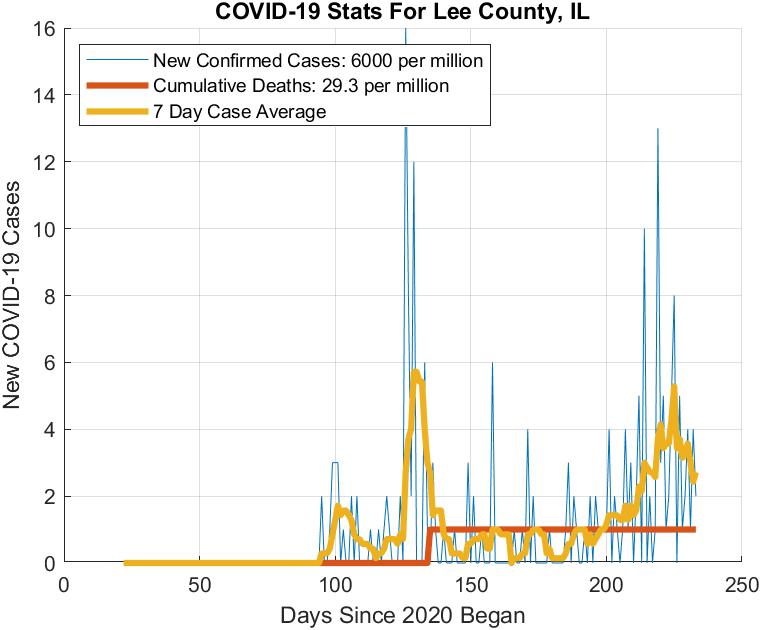 COVID-19 Stats For Lee County, IL
New Confirmed Cases: 6000 per million
Cumulative Deaths: 29.3 per million
7 Day Case Average
New COVID-19 Cases
16
14
12
10
8
6
4
2
0
0 50 100 150 200 250
Days Since 2020 Began